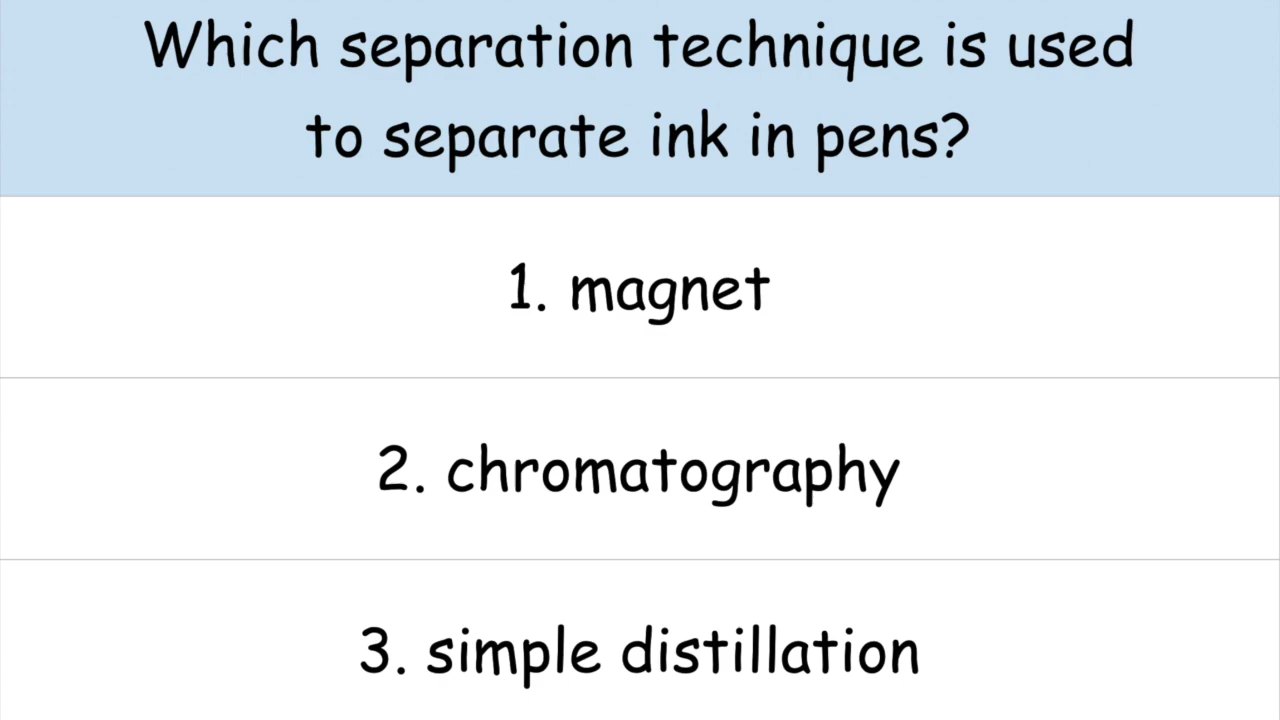 Which separation technique is used
to separate ink in pens?
1. magnet
2. chromatography
3. simple distillation